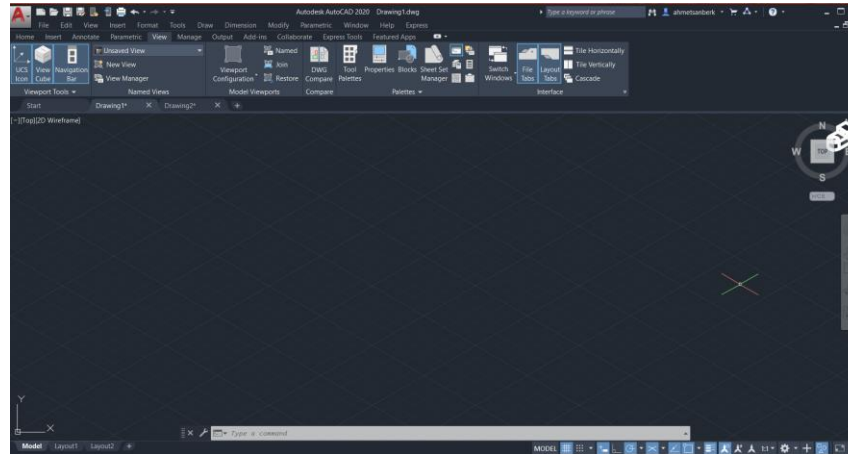 Autodesk AutoCAD 2020 Drawing1.dwg Type a keyword or phrase ahmetsanberk
File Edit View Insert Format Tools Draw Dimension Modify Parametric Window Help Express
Home Insert Annotate Parametric View Manage Output Add-ins Collaborate Express Tools Featured Apps
Unsaved View
New View
View Manager
UCS Icon
View Cube
Navigation Bar
Viewport Configuration
Named
Join
Restore
DWG Compare
Tool Palettes
Properties
Blocks
Sheet Set Manager
Switch Windows
File Tabs
Layout Tabs
Tile Horizontally
Tile Vertically
Cascade
Viewport Tools Named Views Model Viewports Compare Palettes Interface
Start Drawing1* Drawing2* +
[−][Top][2D Wireframe]
N
W TOP
S
Y
X
Type a command
Model Layout1 Layout2 +
MODEL 1:1